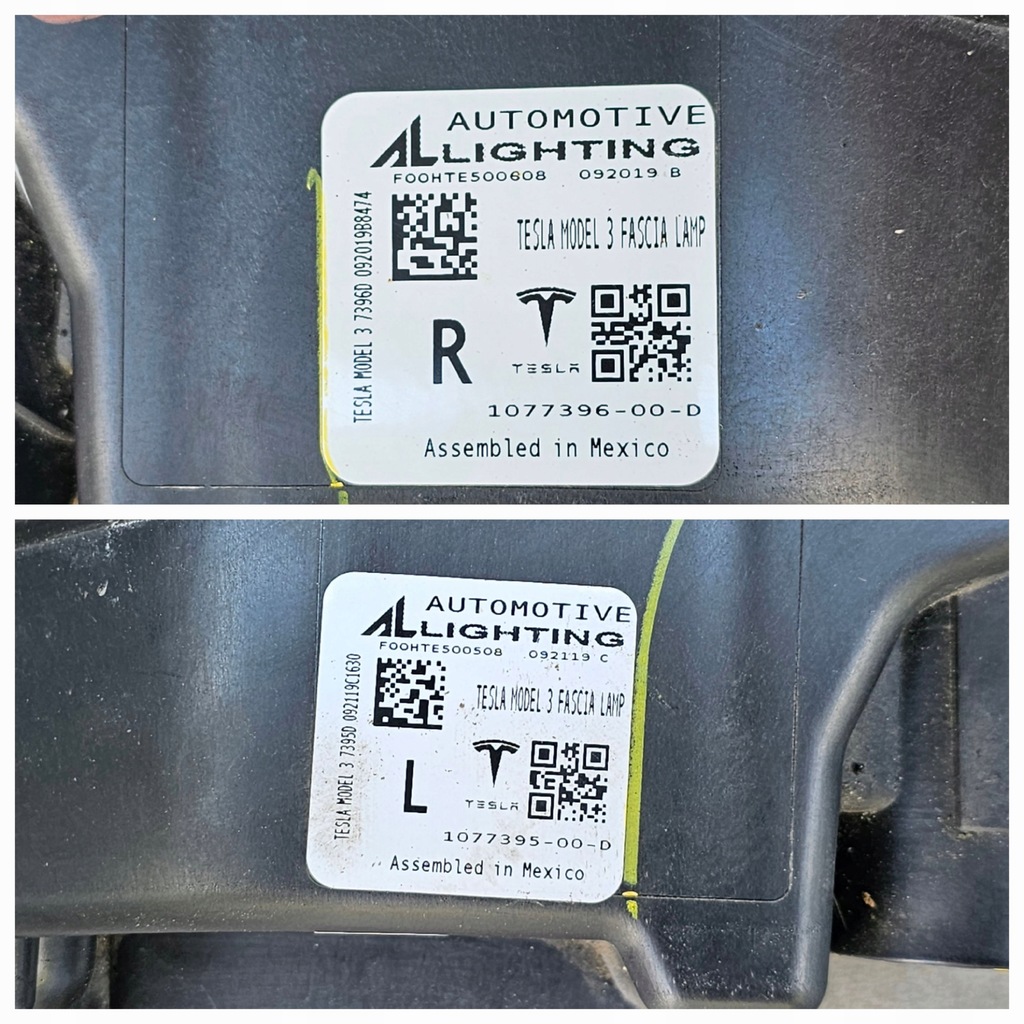 AUTOMOTIVE
AL LIGHTING
F00HTE500608 092019 B
TESLA MODEL 3 7396D 092019B8474
TESLA MODEL 3 FASCIA LAMP
R
TESLA
1077396-00-D
Assembled in Mexico
AUTOMOTIVE
AL LIGHTING
F00HTE500508 092119 C
TESLA MODEL 3 7395D 092119C1630
TESLA MODEL 3 FASCIA LAMP
L
TESLA
1077395-00-D
Assembled in Mexico